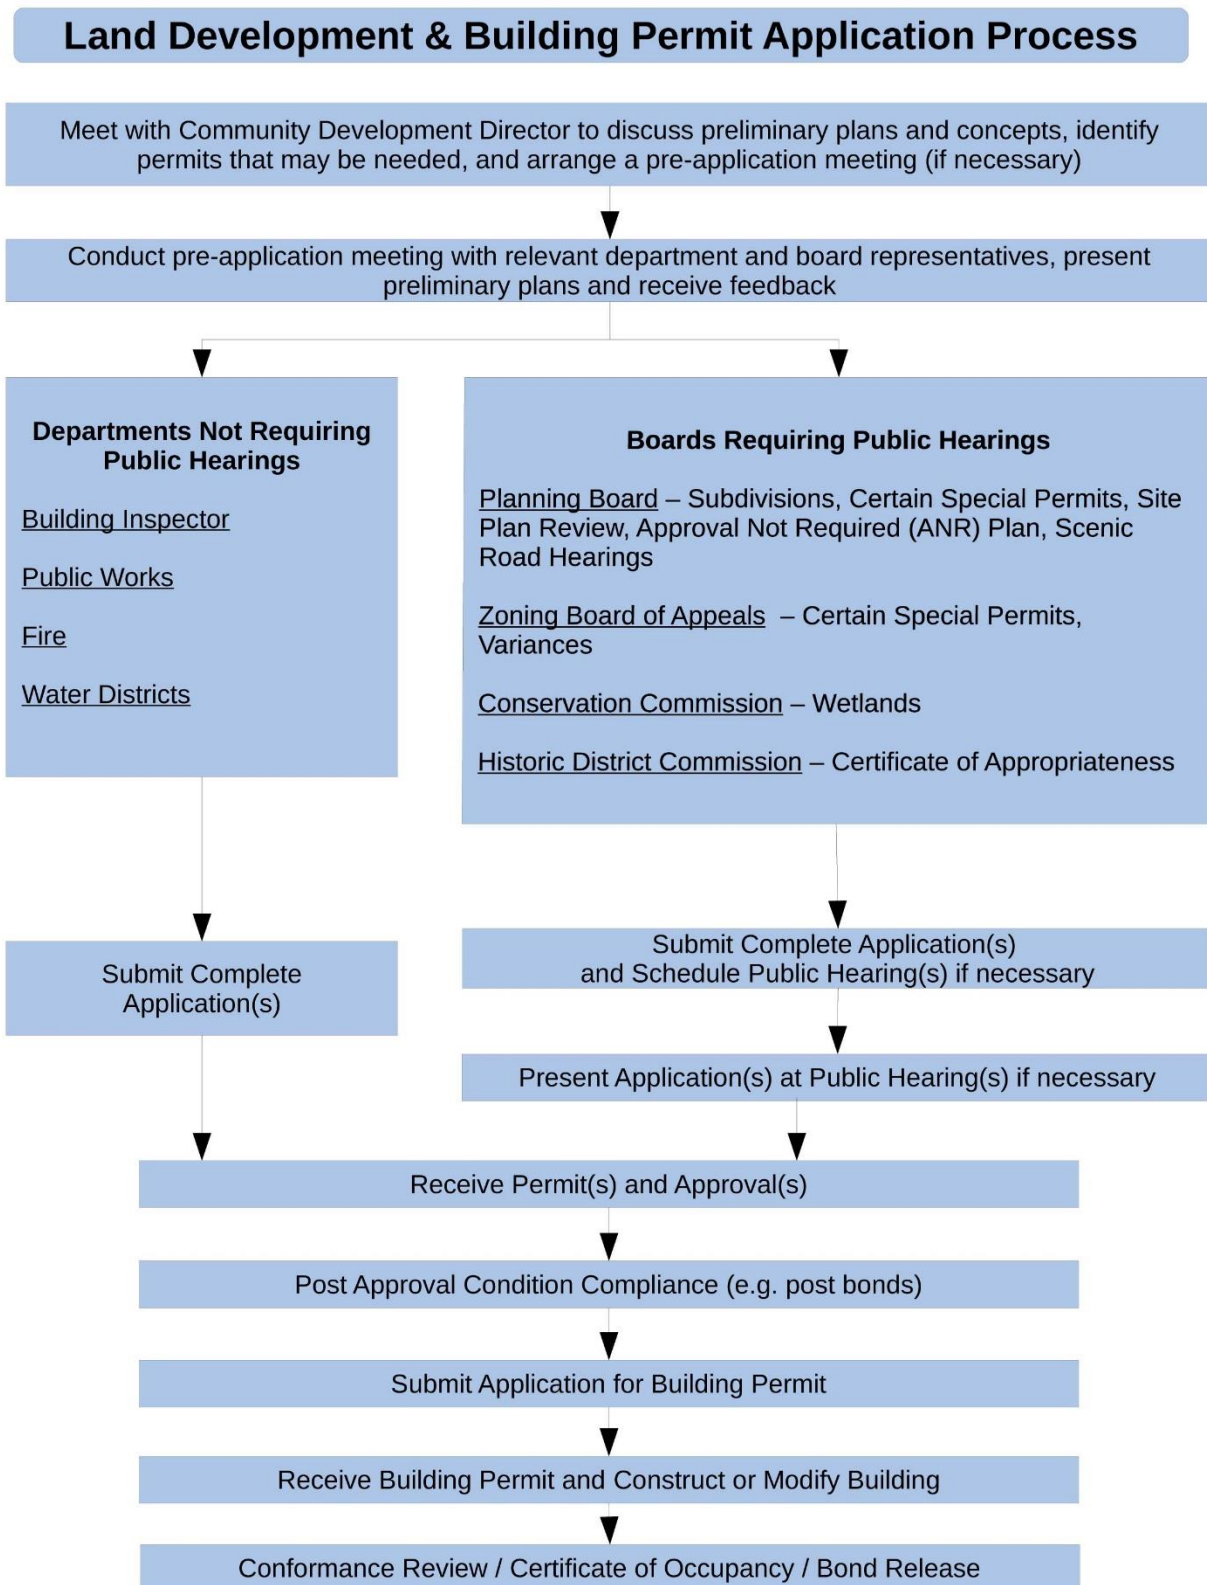 Land Development & Building Permit Application Process
Meet with Community Development Director to discuss preliminary plans and concepts, identify
permits that may be needed, and arrange a pre-application meeting (if necessary)
Conduct pre-application meeting with relevant department and board representatives, present
preliminary plans and receive feedback
Departments Not Requiring
Public Hearings
Building Inspector
Public Works
Fire
Water Districts
Boards Requiring Public Hearings
Planning Board – Subdivisions, Certain Special Permits, Site
Plan Review, Approval Not Required (ANR) Plan, Scenic
Road Hearings
Zoning Board of Appeals – Certain Special Permits,
Variances
Conservation Commission – Wetlands
Historic District Commission – Certificate of Appropriateness
Submit Complete
Application(s)
Submit Complete Application(s)
and Schedule Public Hearing(s) if necessary
Present Application(s) at Public Hearing(s) if necessary
Receive Permit(s) and Approval(s)
Post Approval Condition Compliance (e.g. post bonds)
Submit Application for Building Permit
Receive Building Permit and Construct or Modify Building
Conformance Review / Certificate of Occupancy / Bond Release